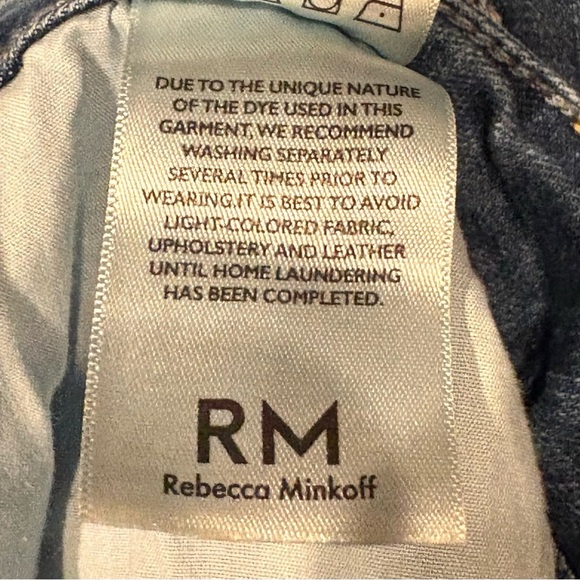 DUE TO THE UNIQUE NATURE
OF THE DYE USED IN THIS
GARMENT, WE RECOMMEND
WASHING SEPARATELY
SEVERAL TIMES PRIOR TO
WEARING.IT IS BEST TO AVOID
LIGHT-COLORED FABRIC,
UPHOLSTERY AND LEATHER
UNTIL HOME LAUNDERING
HAS BEEN COMPLETED.
RM
Rebecca Minkoff